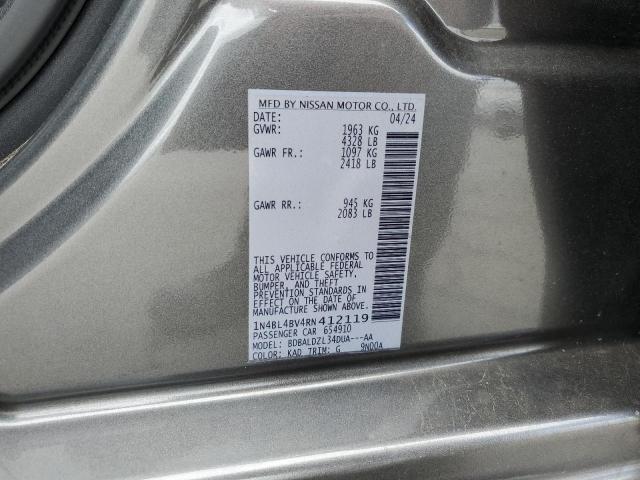 MFD BY NISSAN MOTOR CO., LTD.
DATE: 04/24
GVWR: 1963 KG
4328 LB
GAWR FR.: 1097 KG
2418 LB
GAWR RR.: 945 KG
2083 LB
THIS VEHICLE CONFORMS TO
ALL APPLICABLE FEDERAL
MOTOR VEHICLE SAFETY,
BUMPER, AND THEFT
PREVENTION STANDARDS IN
EFFECT ON THE DATE OF
MANUFACTURE SHOWN ABOVE.
1N4BL4BV4RN412119
PASSENGER CAR 654910
MODEL: BDBALDZL34DUA---AA
COLOR: KAD TRIM: G 9N00A